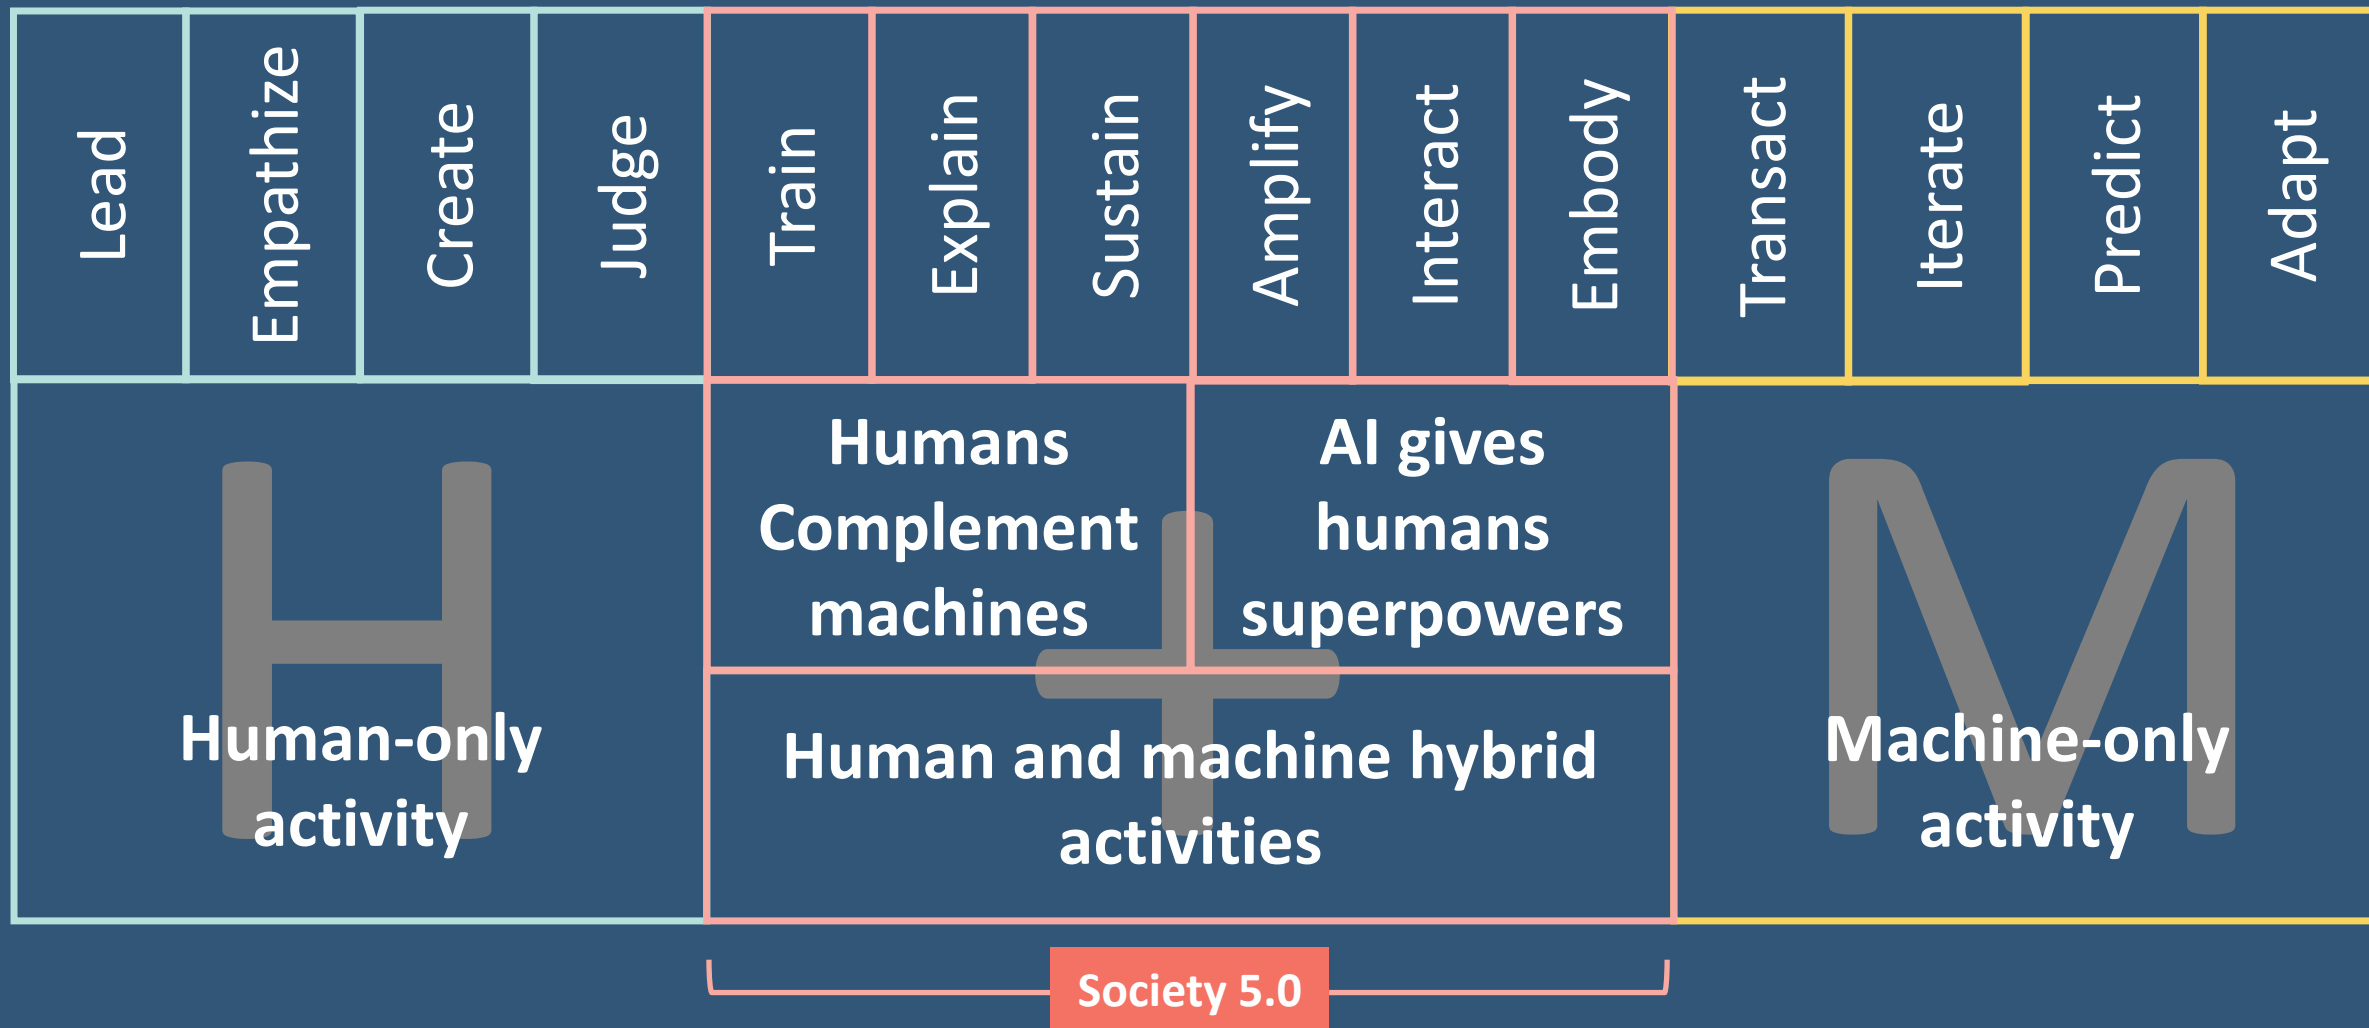 Lead
Empathize
Create
Judge
Train
Explain
Sustain
Amplify
Interact
Embody
Transact
Iterate
Predict
Adapt
H
Human-only
activity
Humans
Complement
machines
AI gives
humans
superpowers
+
Human and machine hybrid
activities
M
Machine-only
activity
Society 5.0